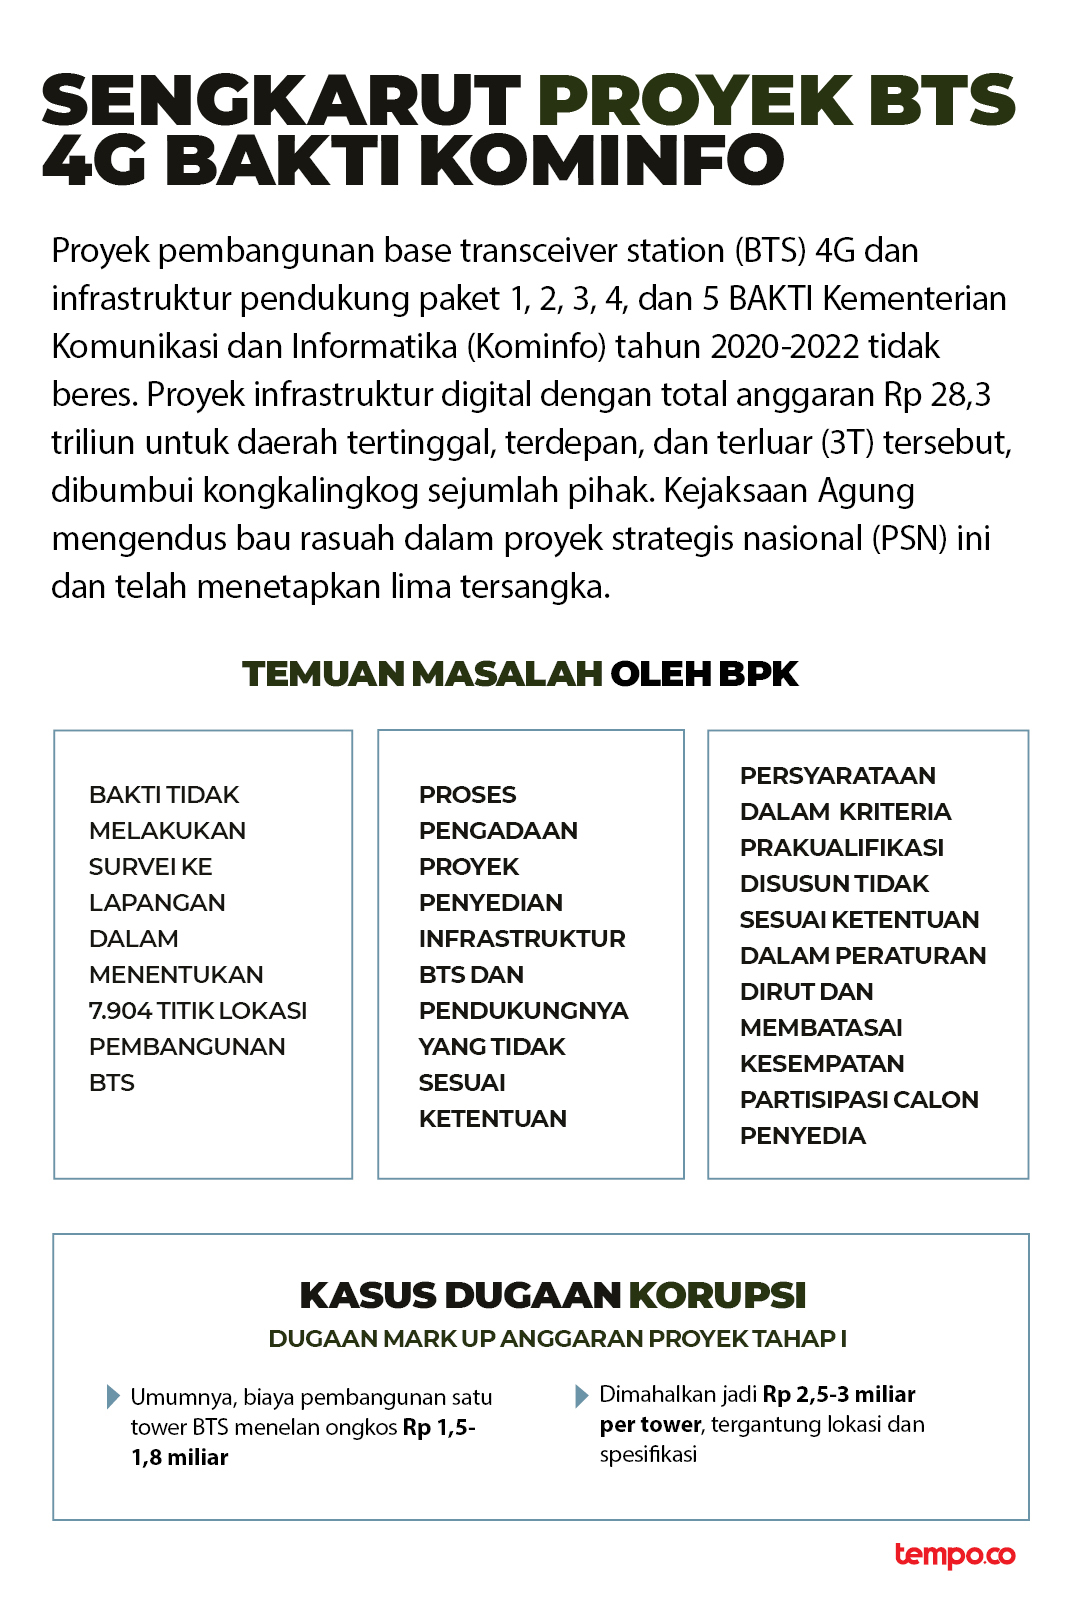 SENGKARUT PROYEK BTS
4G BAKTI KOMINFO
Proyek pembangunan base transceiver station (BTS) 4G dan
infrastruktur pendukung paket 1, 2, 3, 4, dan 5 BAKTI Kementerian
Komunikasi dan Informatika (Kominfo) tahun 2020-2022 tidak
beres. Proyek infrastruktur digital dengan total anggaran Rp 28,3
triliun untuk daerah tertinggal, terdepan, dan terluar (3T) tersebut,
dibumbui kongkalingkog sejumlah pihak. Kejaksaan Agung
mengendus bau rasuah dalam proyek strategis nasional (PSN) ini
dan telah menetapkan lima tersangka.
TEMUAN MASALAH OLEH BPK
BAKTI TIDAK
MELAKUKAN
SURVEI KE
LAPANGAN
DALAM
MENENTUKAN
7.904 TITIK LOKASI
PEMBANGUNAN
BTS
PROSES
PENGADAAN
PROYEK
PENYEDIAN
INFRASTRUKTUR
BTS DAN
PENDUKUNGNYA
YANG TIDAK
SESUAI
KETENTUAN
PERSYARATAAN
DALAM KRITERIA
PRAKUALIFIKASI
DISUSUN TIDAK
SESUAI KETENTUAN
DALAM PERATURAN
DIRUT DAN
MEMBATASAI
KESEMPATAN
PARTISIPASI CALON
PENYEDIA
KASUS DUGAAN KORUPSI
DUGAAN MARK UP ANGGARAN PROYEK TAHAP I
Umumnya, biaya pembangunan satu
tower BTS menelan ongkos Rp 1,5-
1,8 miliar
Dimahalkan jadi Rp 2,5-3 miliar
per tower, tergantung lokasi dan
spesifikasi
tempo.co